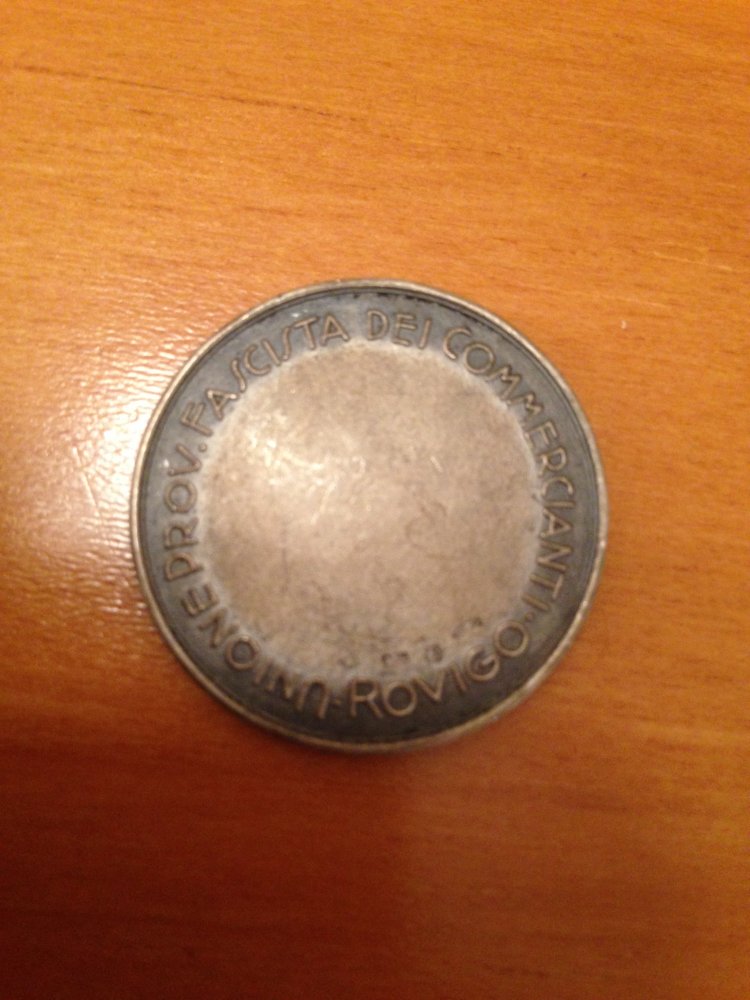 UNIONE PROV. FASCISTA DEI COMMERCIANTI·
ROVIGO